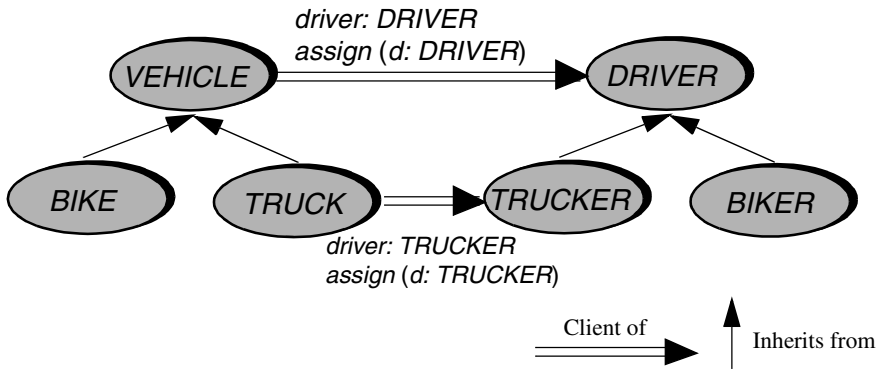 driver: DRIVER
assign (d: DRIVER)
VEHICLE
DRIVER
BIKE
TRUCK
TRUCKER
BIKER
driver: TRUCKER
assign (d: TRUCKER)
Client of
Inherits from